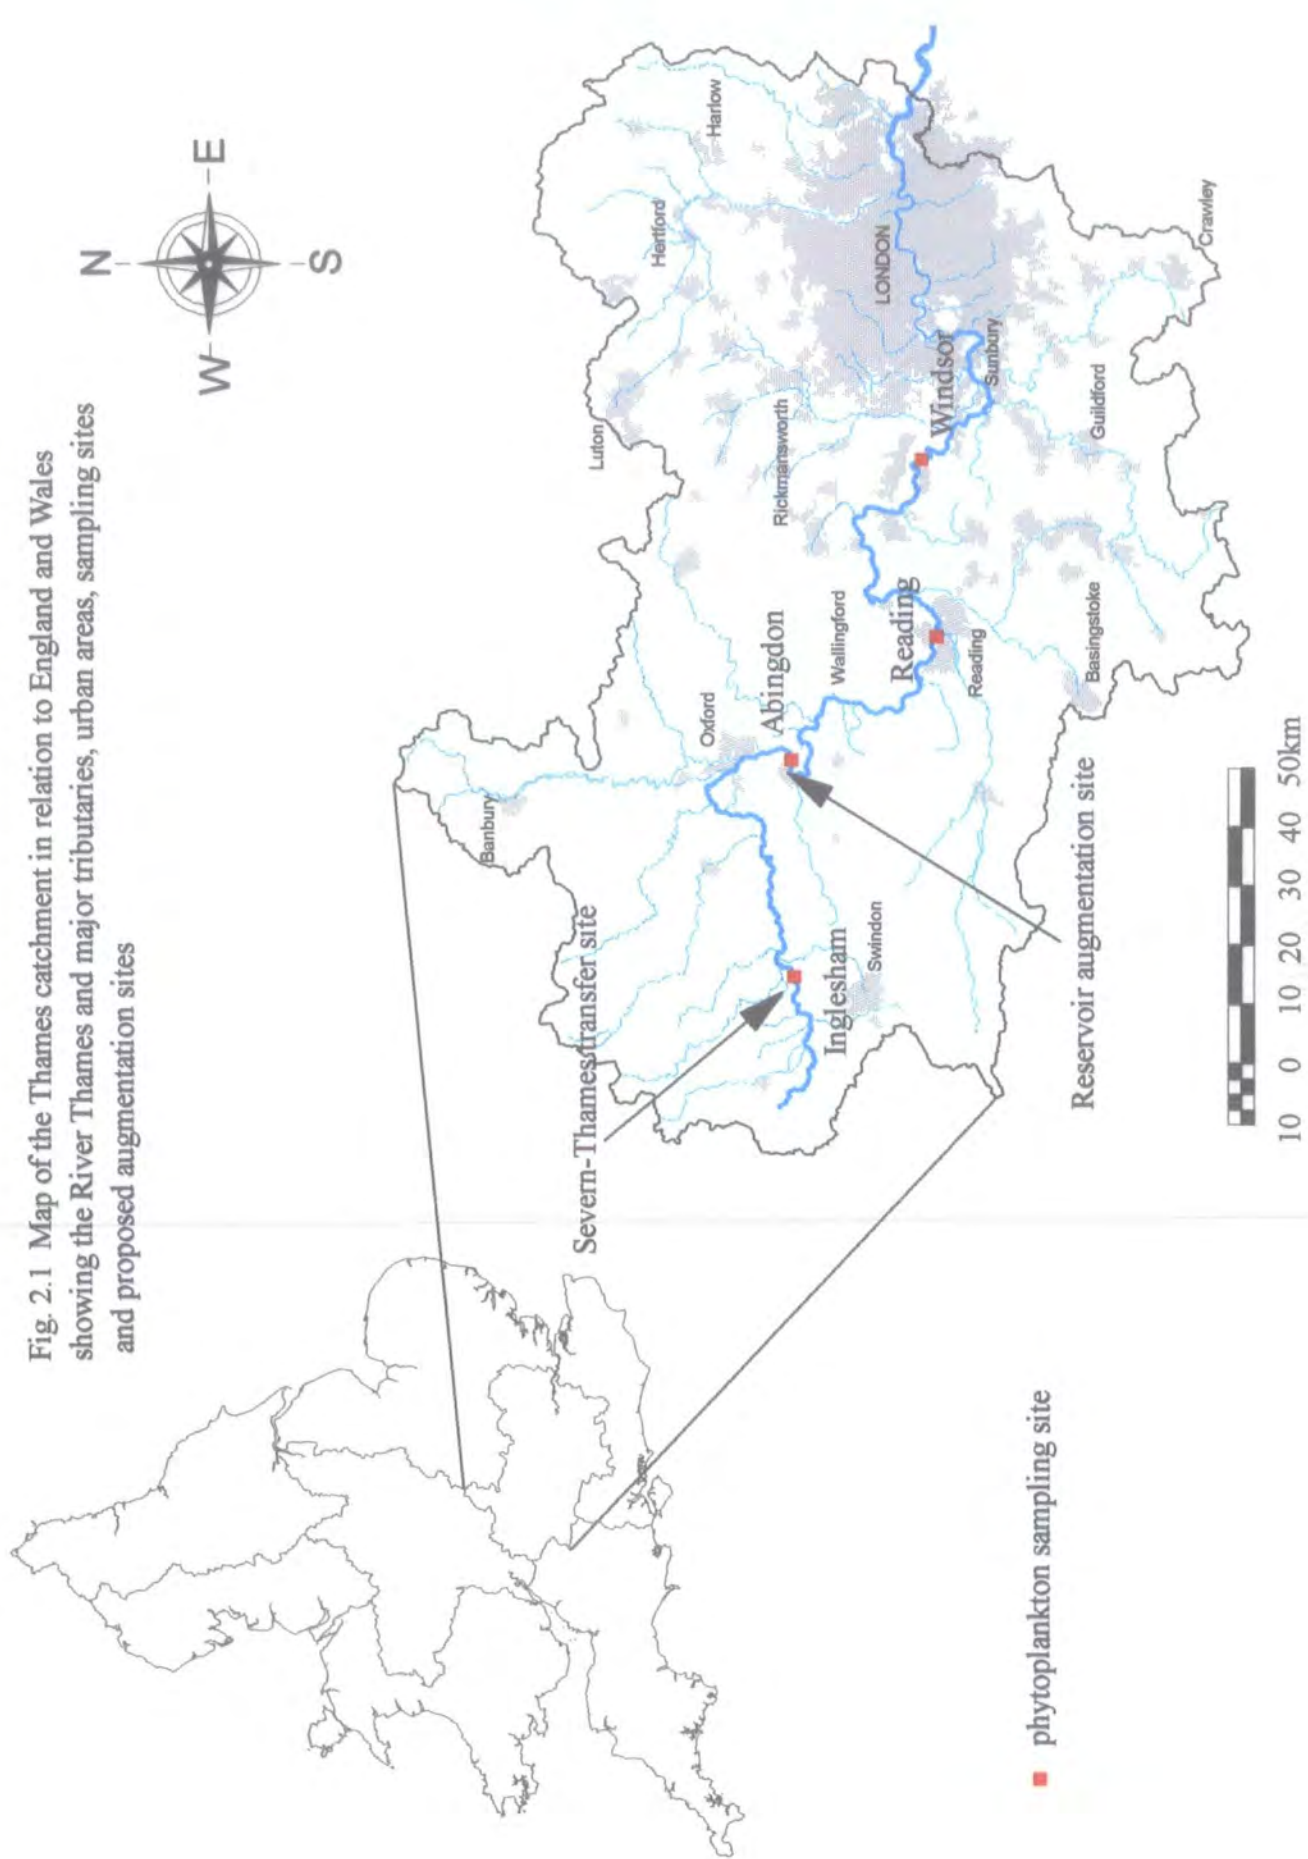 Fig. 2.1 Map of the Thames catchment in relation to England and Wales
showing the River Thames and major tributaries, urban areas, sampling sites
and proposed augmentation sites
N
W
E
S
Banbury
Luton
Hertford
Harlow
Oxford
Severn-Thames transfer site
Abingdon
Rickmansworth
Wallingford
LONDON
Inglesham
Swindon
Reading
Windsor
Reading
Sunbury
Reservoir augmentation site
Basingstoke
Guildford
Crawley
phytoplankton sampling site
10 0 10 20 30 40 50km